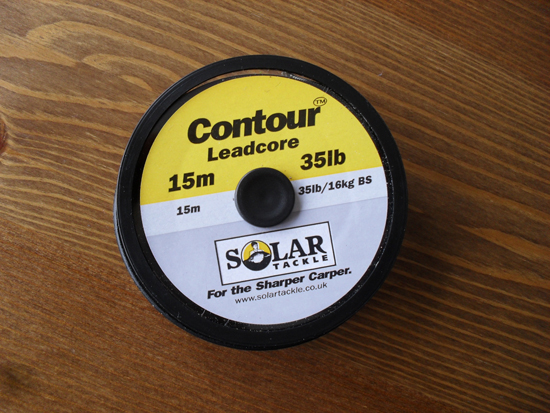 Contour™
Leadcore
15m 35lb
15m 35lb/16kg BS
SOLAR
TACKLE
For the Sharper Carper.
www.solartackle.co.uk